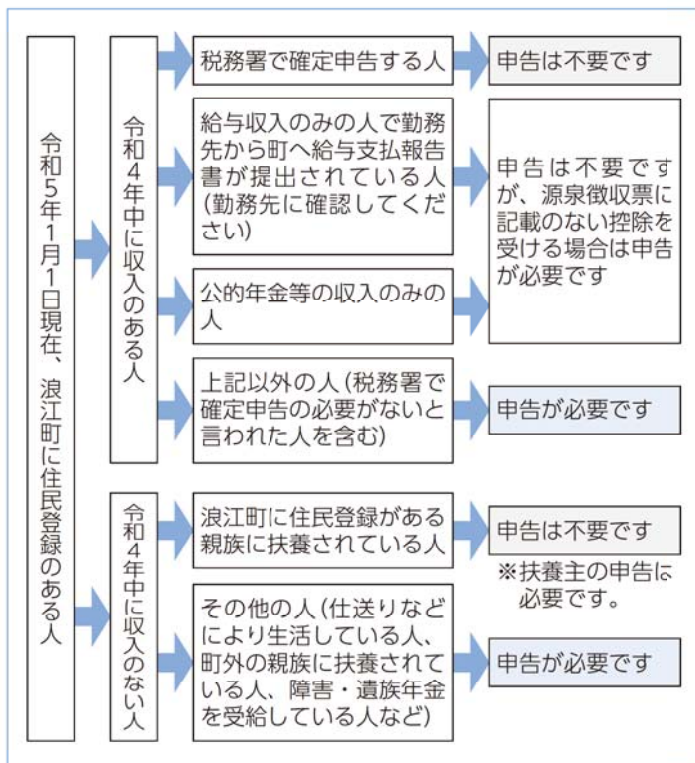 令和５年１月１日現在、浪江町に住民登録のある人
令和４年中に収入のある人
税務署で確定申告する人
申告は不要です
給与収入のみの人で勤務
先から町へ給与支払報告
書が提出されている人
(勤務先に確認してくだ
さい)
申告は不要です
が、源泉徴収票に
記載のない控除を
受ける場合は申告
が必要です
公的年金等の収入のみの
人
上記以外の人(税務署で
確定申告の必要がないと
言われた人を含む)
申告が必要です
令和４年中に収入のない人
浪江町に住民登録がある
親族に扶養されている人
申告は不要です
※扶養主の申告は
必要です。
その他の人(仕送りなど
により生活している人、
町外の親族に扶養されて
いる人、障害・遺族年金
を受給している人など)
申告が必要です